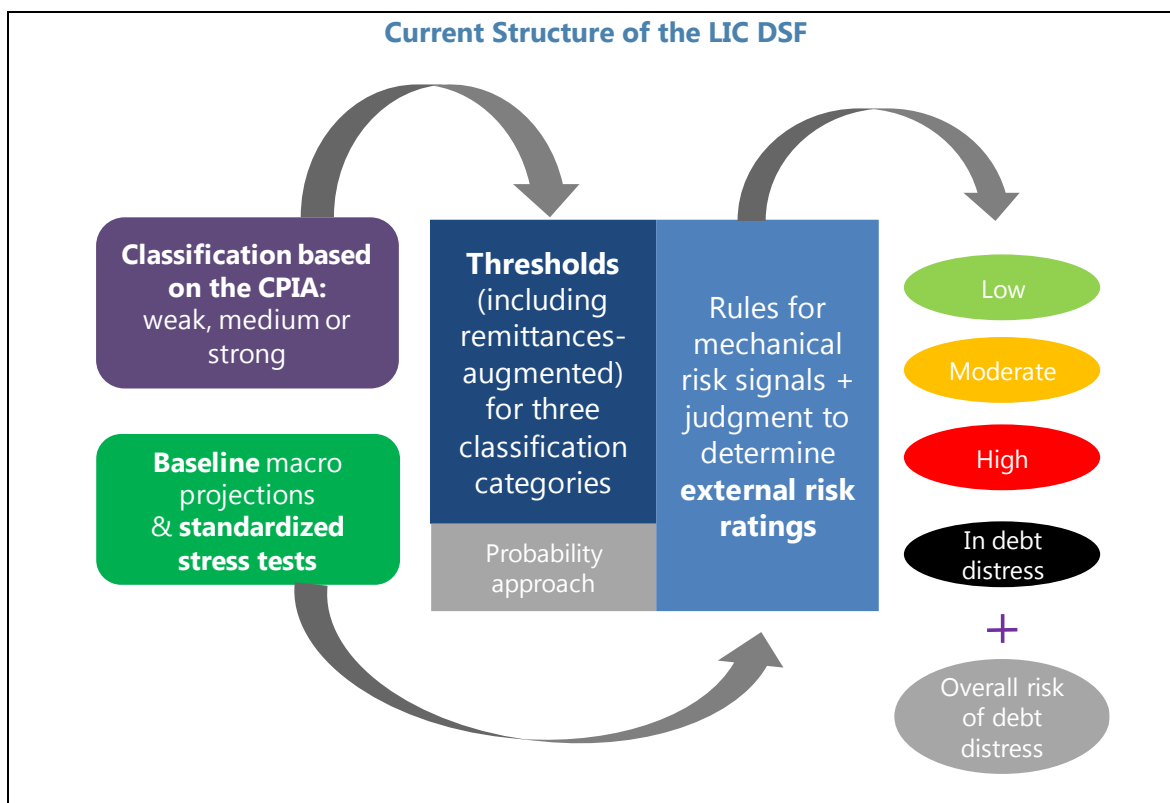 Current Structure of the LIC DSF
Classification based
on the CPIA:
weak, medium or
strong
Baseline macro
projections
& standardized
stress tests
Thresholds
(including
remittances-
augmented)
for three
classification
categories
Probability
approach
Rules for
mechanical
risk signals +
judgment to
determine
external risk
ratings
Low
Moderate
High
In debt
distress
+
Overall risk
of debt
distress